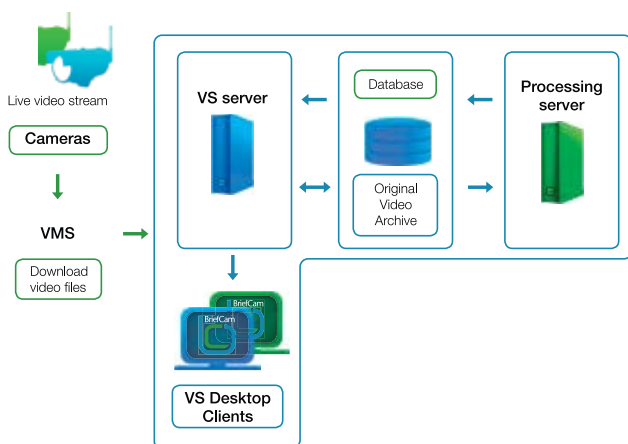 Live video stream
Cameras
VMS
Download
video files
VS server
Database
Original
Video
Archive
Processing
server
BriefCam
BriefCam
VS Desktop
Clients